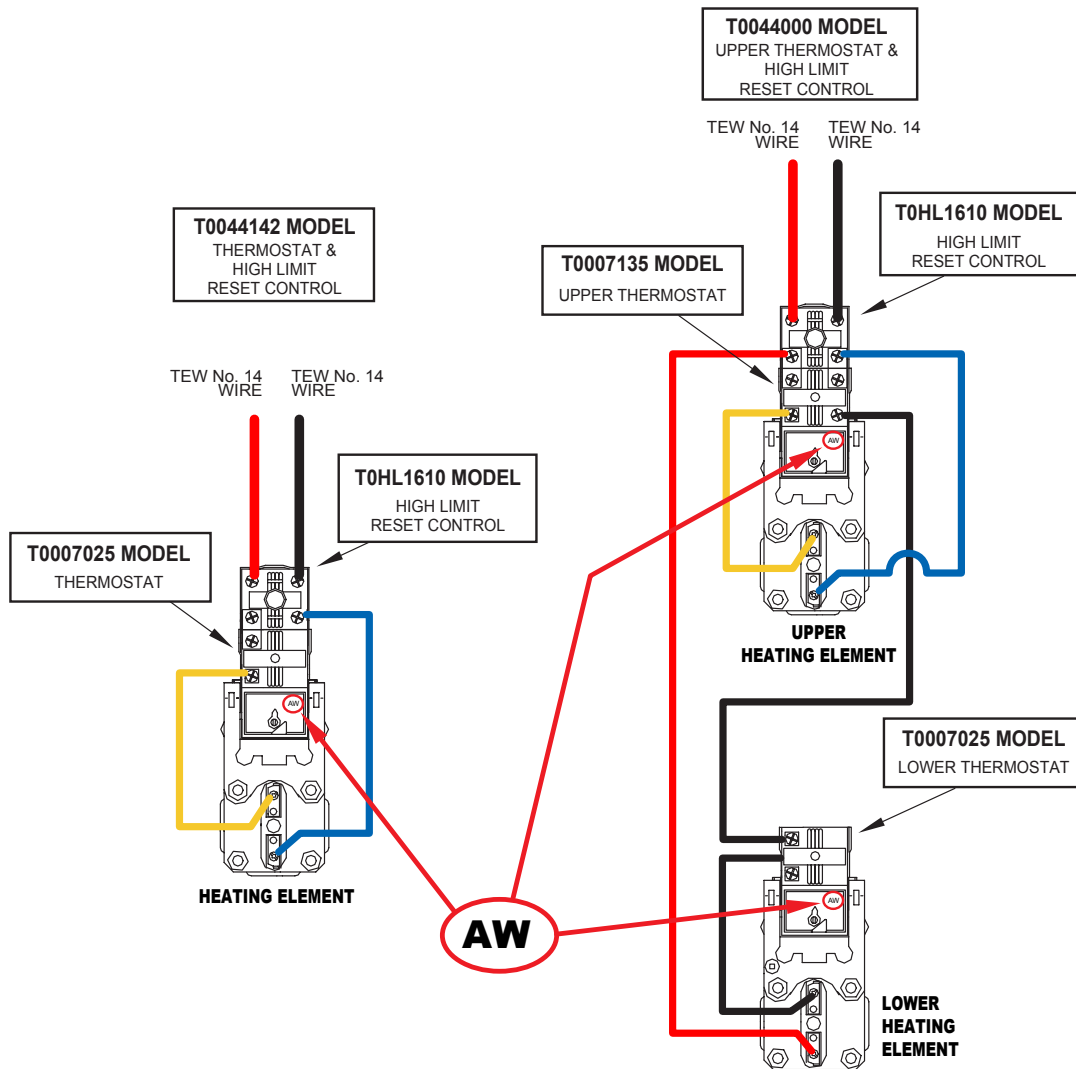 T0044000 MODEL
UPPER THERMOSTAT &
HIGH LIMIT
RESET CONTROL
TEW No. 14
WIRE
TEW No. 14
WIRE
T0HL1610 MODEL
HIGH LIMIT
RESET CONTROL
T0007135 MODEL
UPPER THERMOSTAT
AW
UPPER
HEATING ELEMENT
T0044142 MODEL
THERMOSTAT &
HIGH LIMIT
RESET CONTROL
TEW No. 14
WIRE
TEW No. 14
WIRE
T0HL1610 MODEL
HIGH LIMIT
RESET CONTROL
T0007025 MODEL
THERMOSTAT
AW
HEATING ELEMENT
T0007025 MODEL
LOWER THERMOSTAT
AW
AW
LOWER
HEATING
ELEMENT